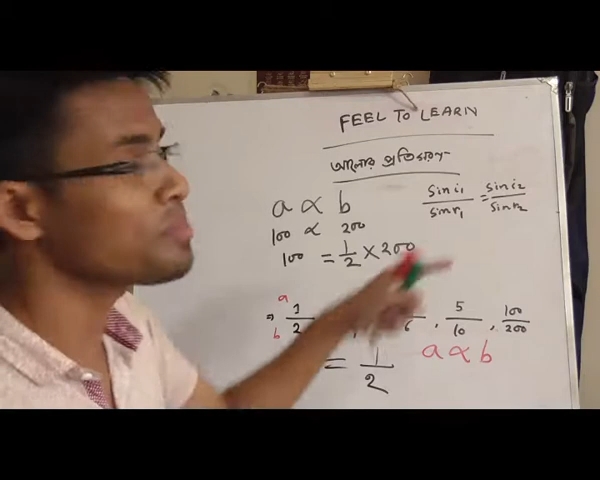 FEEL TO LEARN
আলোর প্রতিসরণ
a ∝ b
sin i₁/sin r₁ = sin i₂/sin r₂
100 ∝ 200
100 = 1/2 × 200
a
b
⇒ 1/2, 6, 5/10, 100/200
= 1/2
a ∝ b